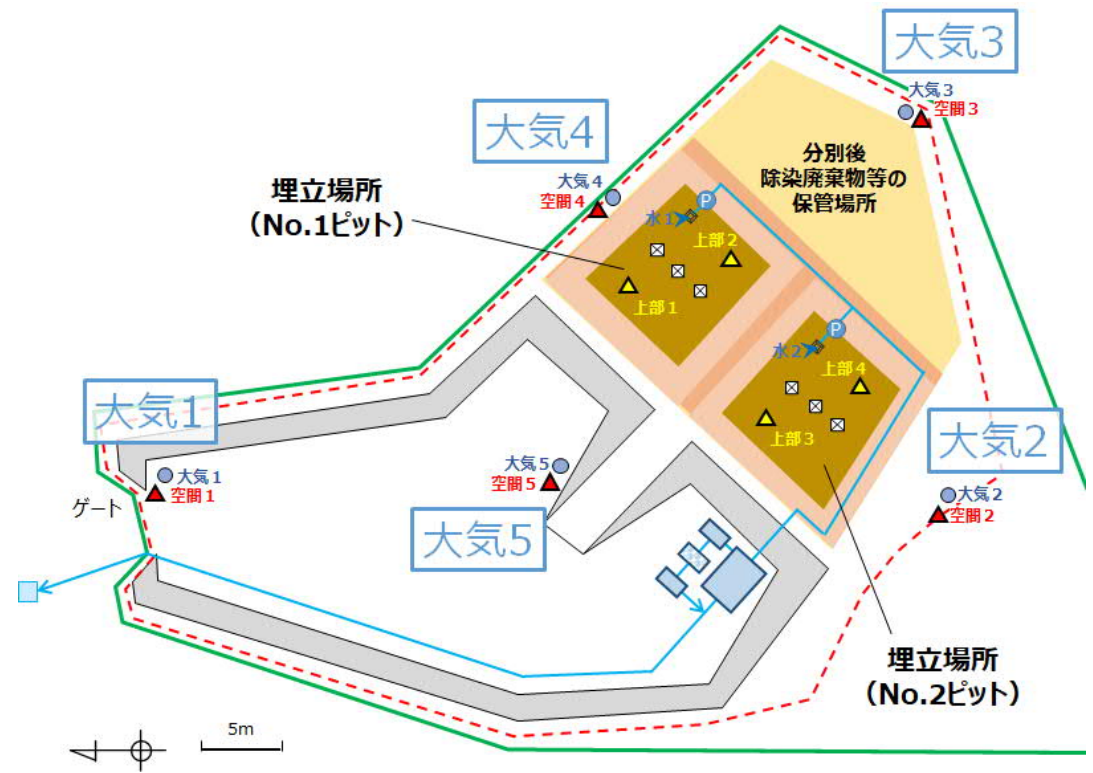 大気3
大気3
空間3
大気4
分別後
除染廃棄物等の
保管場所
大気4
空間4
埋立場所
(No.1ピット)
P
水1
上部2
上部1
P
水2
上部4
上部3
大気1
大気1
空間1
ゲート
大気5
空間5
大気5
大気2
大気2
空間2
埋立場所
(No.2ピット)
5m